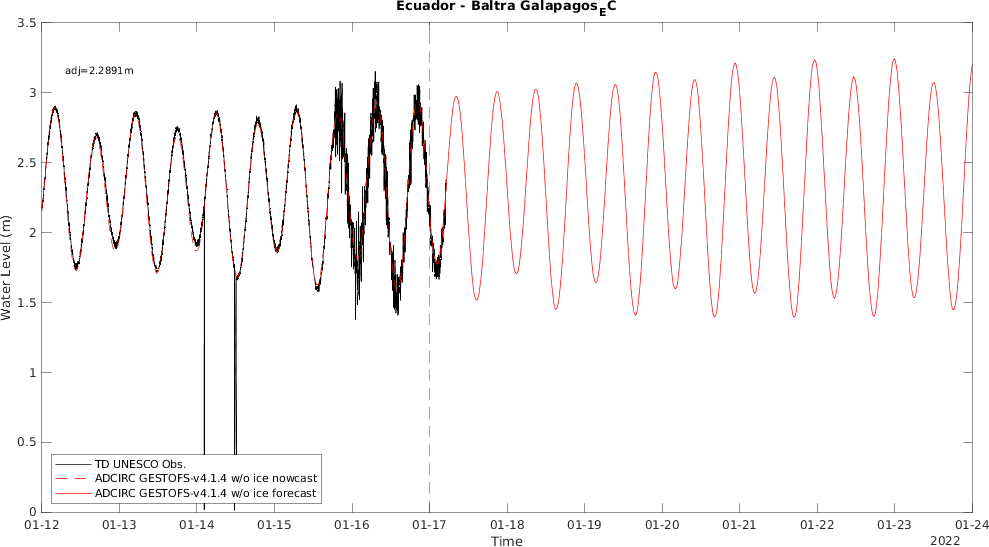 Ecuador - Baltra Galapagos_EC
3.5
adj=2.2891m
3
2.5
2
1.5
1
0.5
0
Water Level (m)
TD UNESCO Obs.
ADCIRC GESTOFS-v4.1.4 w/o ice nowcast
ADCIRC GESTOFS-v4.1.4 w/o ice forecast
01-12 01-13 01-14 01-15 01-16 01-17 01-18 01-19 01-20 01-21 01-22 01-23 01-24
Time
2022